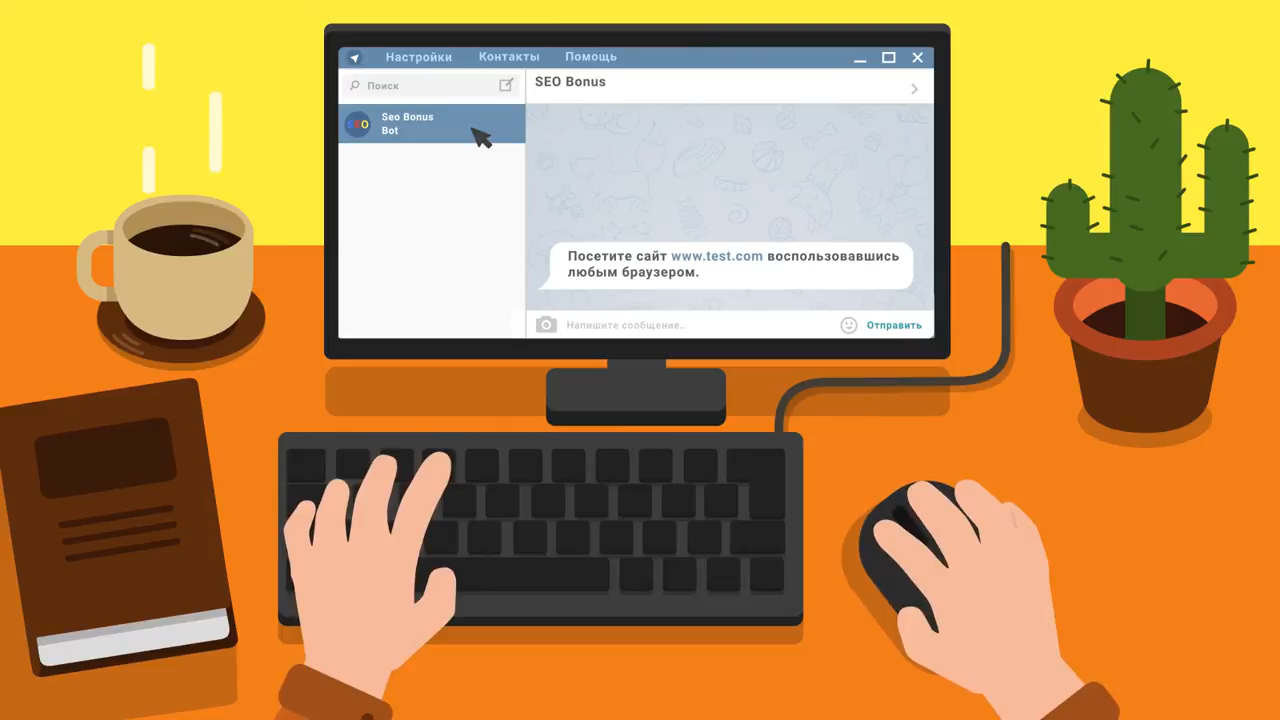 Настройки Контакты Помощь
Поиск
SEO Bonus
SEO
Seo Bonus
Bot
Посетите сайт www.test.com воспользовавшись
любым браузером.
Напишите сообщение..
Отправить